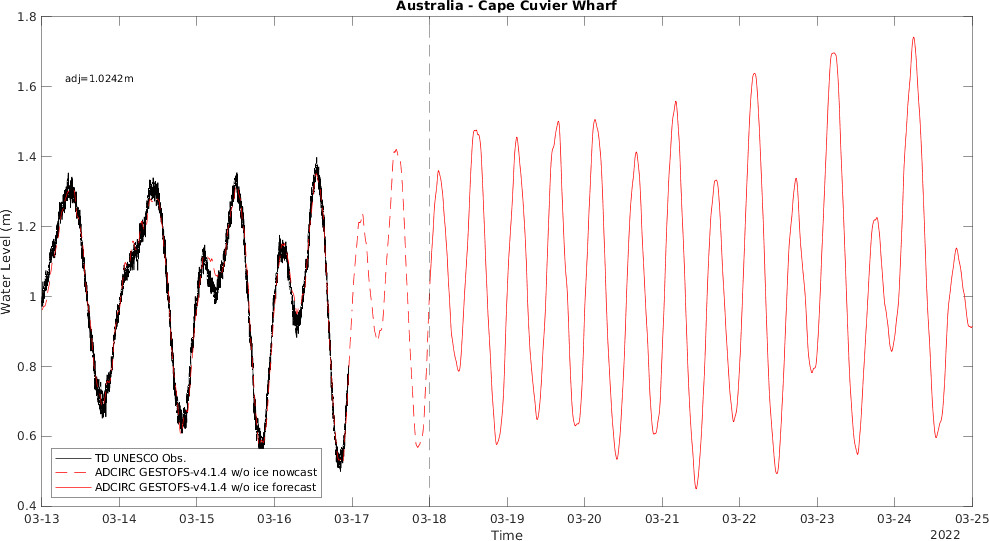 Australia - Cape Cuvier Wharf
adj=1.0242m
Water Level (m)
1.8
1.6
1.4
1.2
1
0.8
0.6
0.4
TD UNESCO Obs.
ADCIRC GESTOFS-v4.1.4 w/o ice nowcast
ADCIRC GESTOFS-v4.1.4 w/o ice forecast
03-13 03-14 03-15 03-16 03-17 03-18 03-19 03-20 03-21 03-22 03-23 03-24 03-25
Time
2022